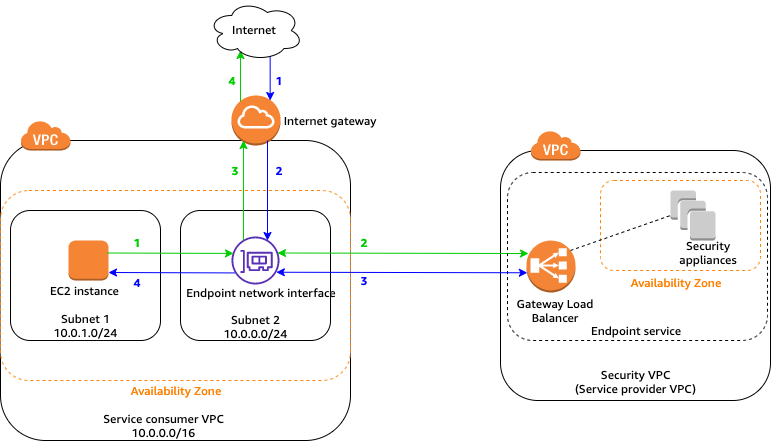 Internet
4
1
Internet gateway
VPC
VPC
3
2
1
2
4
3
EC2 instance
Endpoint network interface
Subnet 1
10.0.1.0/24
Subnet 2
10.0.0.0/24
Security
appliances
Availability Zone
Gateway Load
Balancer
Endpoint service
Availability Zone
Security VPC
(Service provider VPC)
Service consumer VPC
10.0.0.0/16